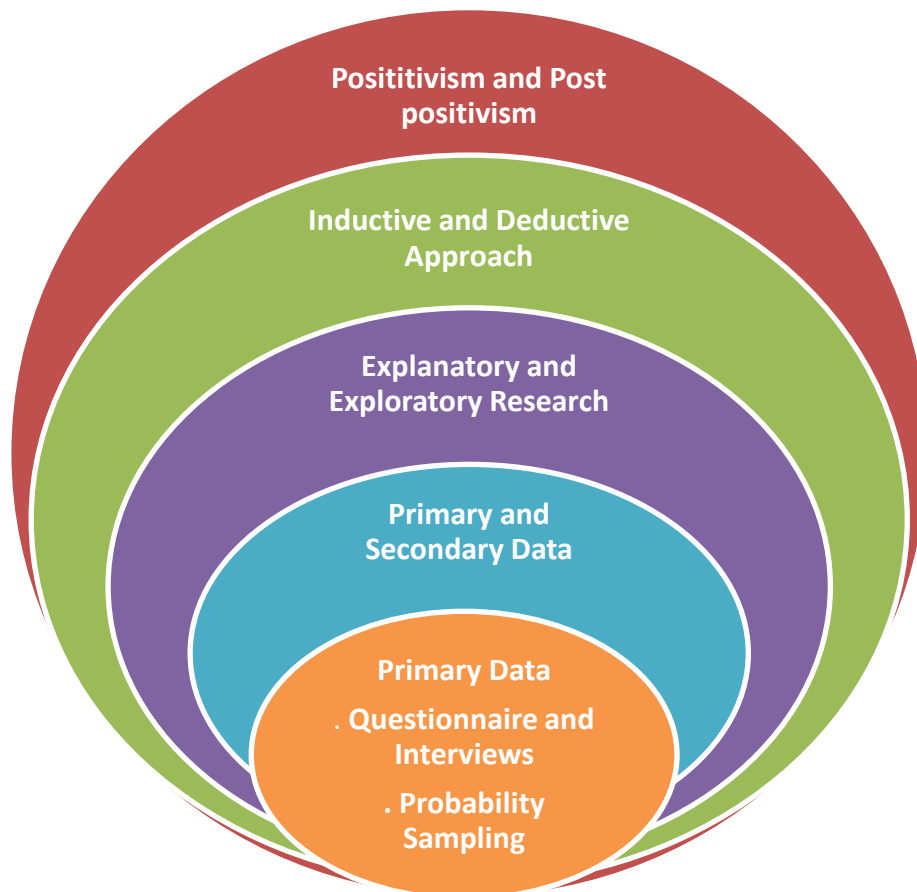 Posititivism and Post
positivism
Inductive and Deductive
Approach
Explanatory and
Exploratory Research
Primary and
Secondary Data
Primary Data
. Questionnaire and
Interviews
. Probability
Sampling